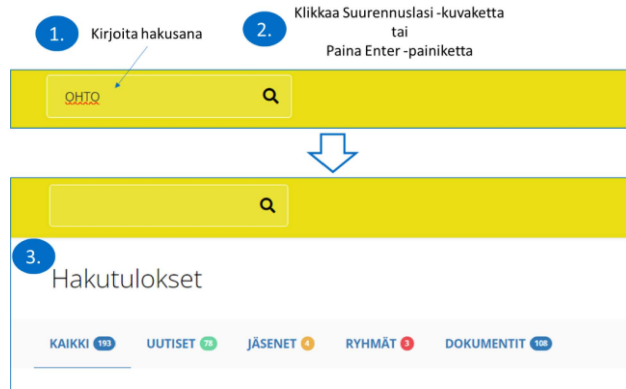 1. Kirjoita hakusana
2. Klikkaa Suurennuslasi -kuvaketta
tai
Paina Enter -painiketta
OHTO
3.
Hakutulokset
KAIKKI 193 UUTISET 78 JÄSENET 4 RYHMÄT 3 DOKUMENTIT 108